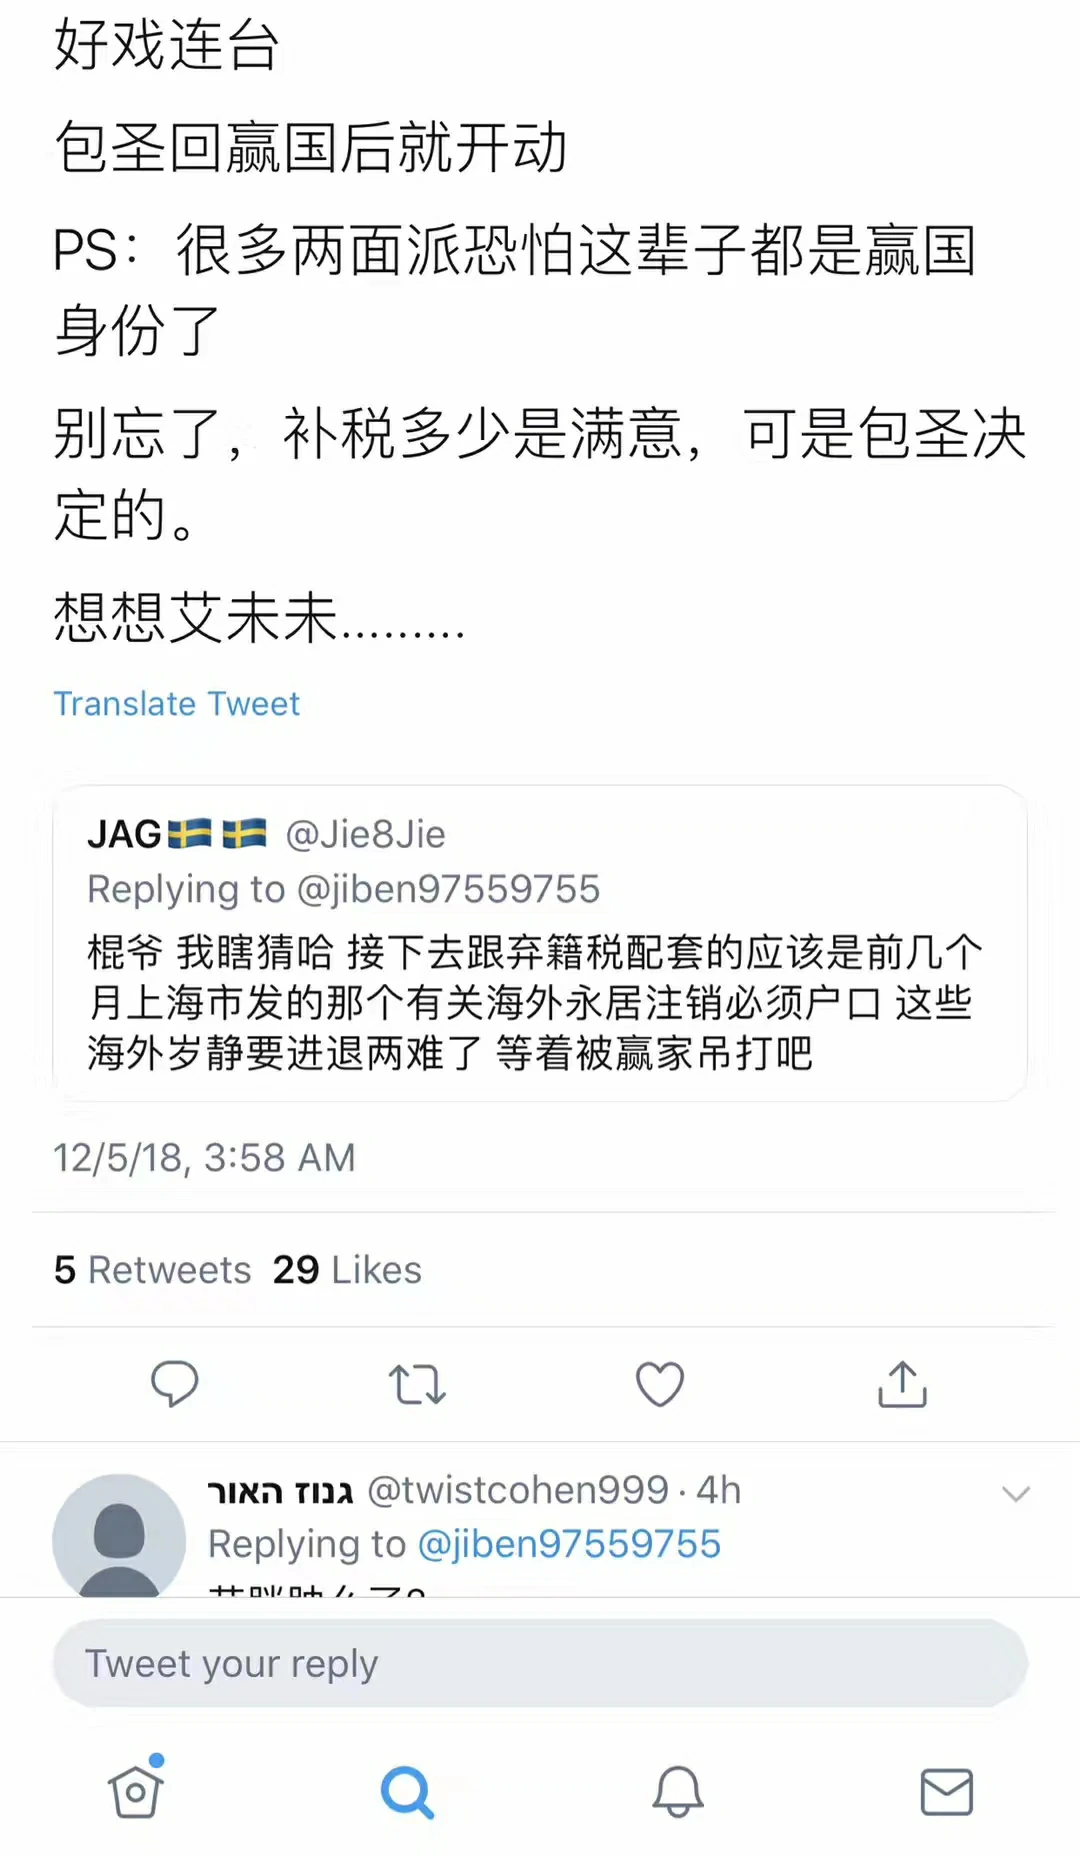 好戏连台
包圣回赢国后就开动
PS：很多两面派恐怕这辈子都是赢国
身份了
别忘了，补税多少是满意，可是包圣决
定的。
想想艾未未………
Translate Tweet
JAG🇸🇪🇸🇪 @Jie8Jie
Replying to @jiben97559755
棍爷 我瞎猜哈 接下去跟弃籍税配套的应该是前几个
月上海市发的那个有关海外永居注销必须户口 这些
海外岁静要进退两难了 等着被赢家吊打吧
12/5/18, 3:58 AM
5 Retweets 29 Likes
גנוז האור @twistcohen999 · 4h
Replying to @jiben97559755
Tweet your reply